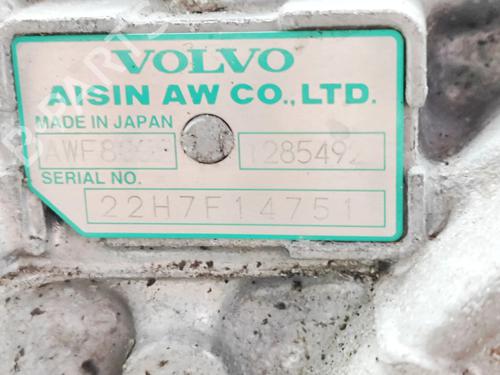 VOLVO
AISIN AW CO.,LTD.
MADE IN JAPAN
1285492
SERIAL NO.
22H7F14751